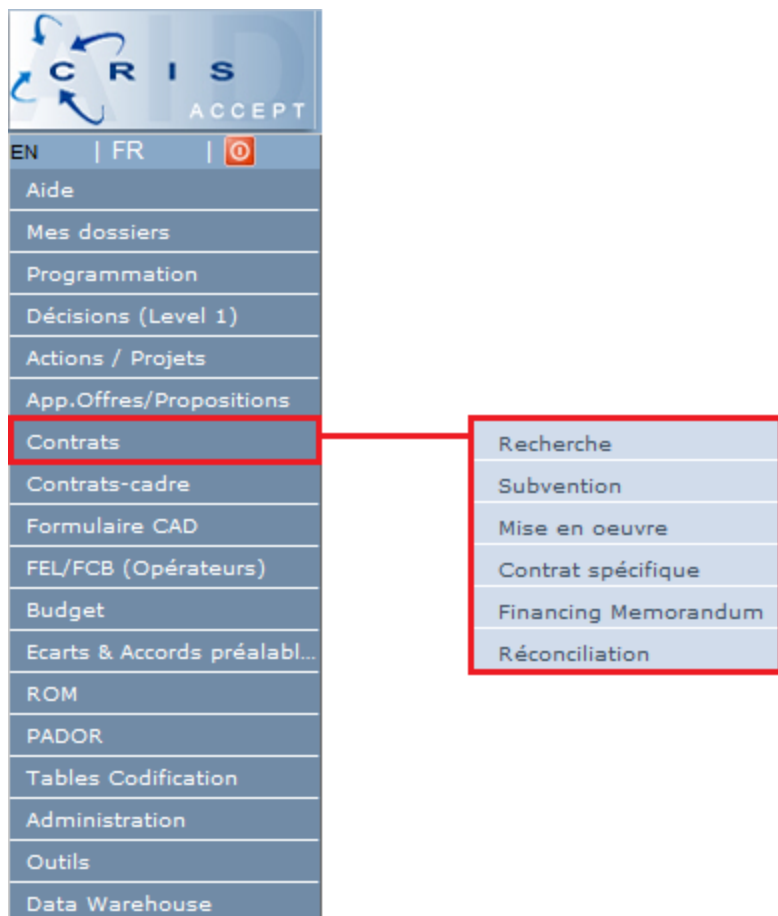 CRIS
ACCEPT
EN | FR |
Aide
Mes dossiers
Programmation
Décisions (Level 1)
Actions / Projets
App.Offres/Propositions
Contrats
Contrats-cadre
Formulaire CAD
FEL/FCB (Opérateurs)
Budget
Ecarts & Accords préalabl...
ROM
PADOR
Tables Codification
Administration
Outils
Data Warehouse
Recherche
Subvention
Mise en oeuvre
Contrat spécifique
Financing Memorandum
Réconciliation